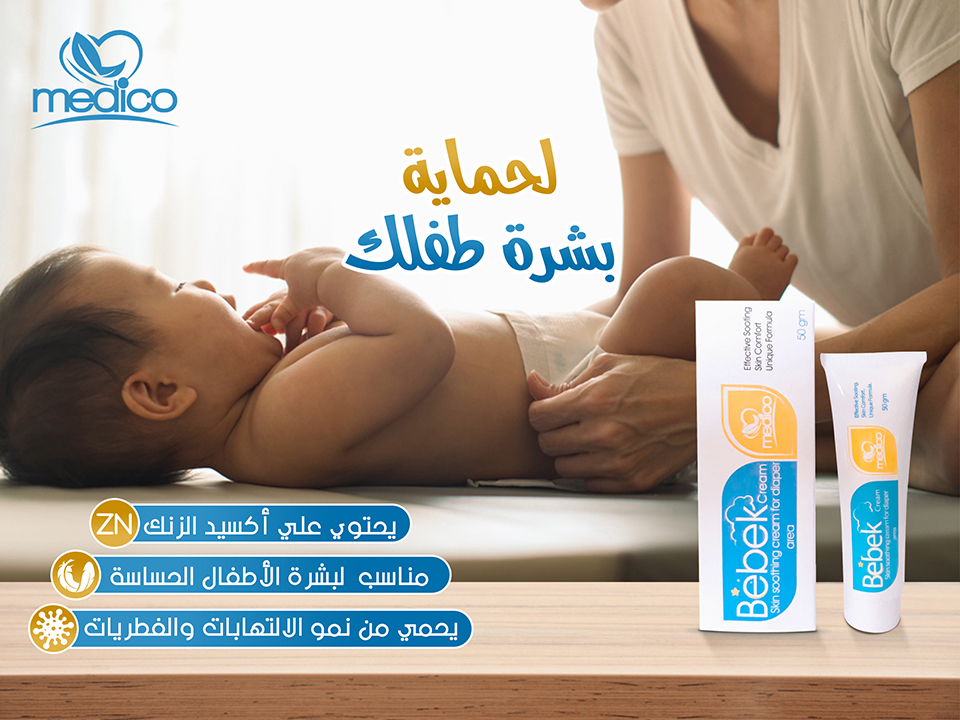 medico
لحماية
بشرة طفلك
ZN
يحتوي علي أكسيد الزنك
مناسب لبشرة الأطفال الحساسة
يحمي من نمو الالتهابات والفطريات
Effective Sooting
Skin Comfort
Unique Formula
50 gm
medico
Bebek Cream
Skin soothing cream for diaper
area
Effective Sooting
Skin Comfort
Unique Formula
50 gm
medico
Bebek Cream
Skin soothing cream for diaper